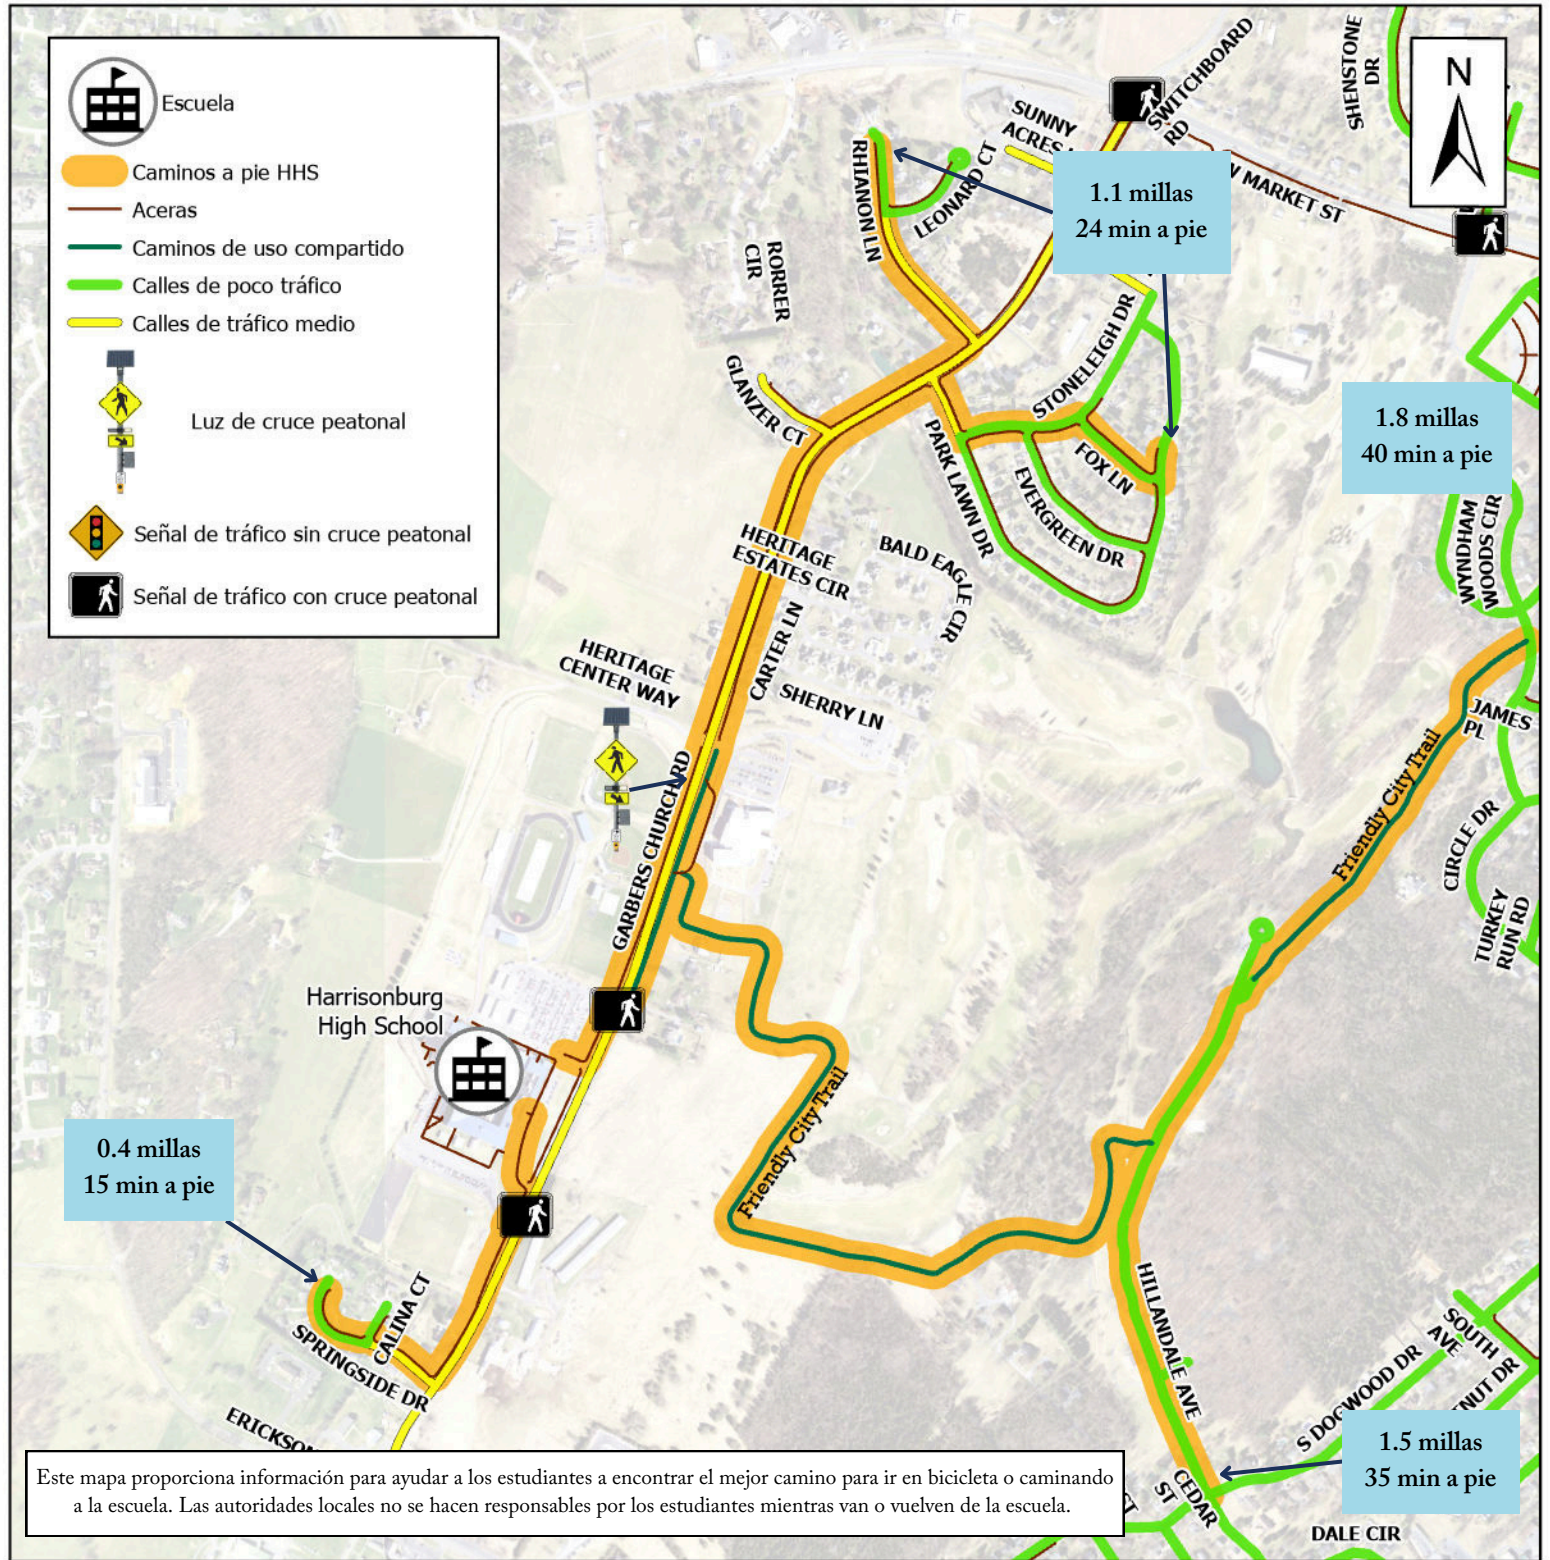 Escuela
Caminos a pie HHS
Aceras
Caminos de uso compartido
Calles de poco tráfico
Calles de tráfico medio
Luz de cruce peatonal
Señal de tráfico sin cruce peatonal
Señal de tráfico con cruce peatonal
N
SHENSTONE
DR
SWITCHBOARD
RD
SUNNY
ACRES
W MARKET ST
1.1 millas
24 min a pie
RHIANON LN
LEONARD CT
RORRER
CIR
GLANZER CT
STONELEIGH DR
PARK LAWN DR
FOX LN
EVERGREEN DR
1.8 millas
40 min a pie
WYNDHAM
WOODS CIR
HERITAGE
ESTATES CIR
BALD EAGLE CIR
CARTER LN
HERITAGE
CENTER WAY
SHERRY LN
JAMES
PL
GARBERS CHURCH RD
Friendly City Trail
CIRCLE DR
TURKEY
RUN RD
Harrisonburg
High School
Friendly City Trail
0.4 millas
15 min a pie
CALINA CT
SPRINGSIDE DR
HILLANDALE AVE
SOUTH
AVE
S DOGWOOD DR
NUT DR
1.5 millas
35 min a pie
CEDAR
ST
DALE CIR
Este mapa proporciona información para ayudar a los estudiantes a encontrar el mejor camino para ir en bicicleta o caminando
a la escuela. Las autoridades locales no se hacen responsables por los estudiantes mientras van o vuelven de la escuela.